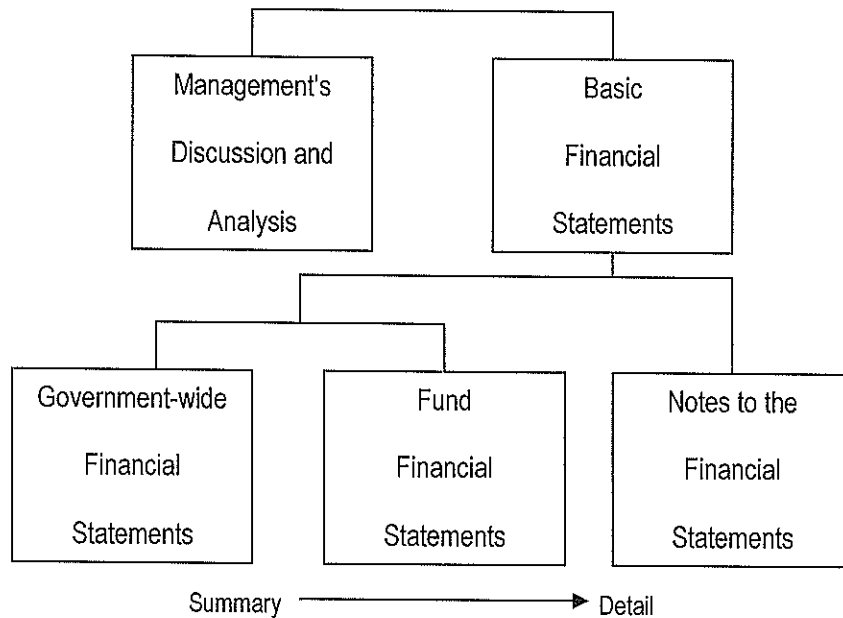 Management's
Discussion and
Analysis
Basic
Financial
Statements
Government-wide
Financial
Statements
Fund
Financial
Statements
Notes to the
Financial
Statements
Summary
Detail